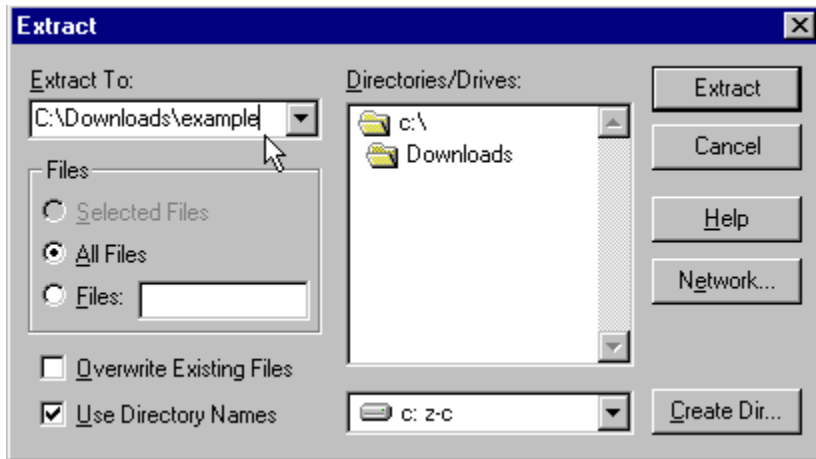 Extract
Extract To:
C:\Downloads\example
Files
Selected Files
All Files
Files:
Overwrite Existing Files
Use Directory Names
Directories/Drives:
c:\
Downloads
c: z-c
Extract
Cancel
Help
Network...
Create Dir...